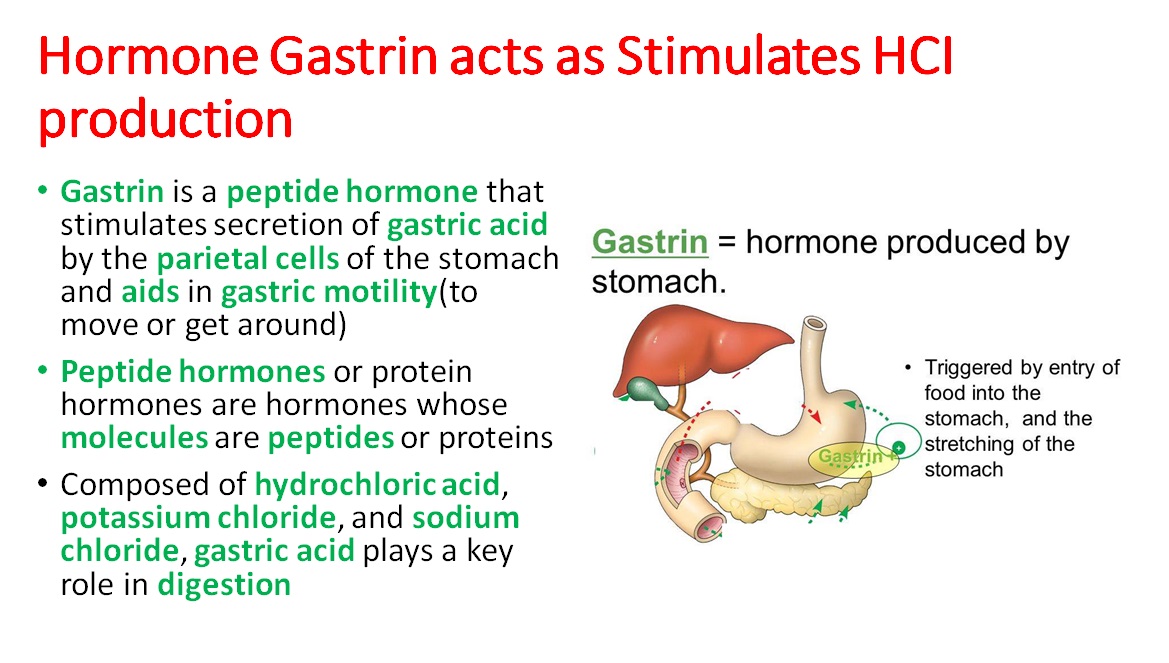 Hormone Gastrin acts as Stimulates HCl
production
• Gastrin is a peptide hormone that
stimulates secretion of gastric acid
by the parietal cells of the stomach
and aids in gastric motility(to
move or get around)
• Peptide hormones or protein
hormones are hormones whose
molecules are peptides or proteins
• Composed of hydrochloric acid,
potassium chloride, and sodium
chloride, gastric acid plays a key
role in digestion
Gastrin = hormone produced by
stomach.
Gastrin +
+
• Triggered by entry of
food into the
stomach, and the
stretching of the
stomach